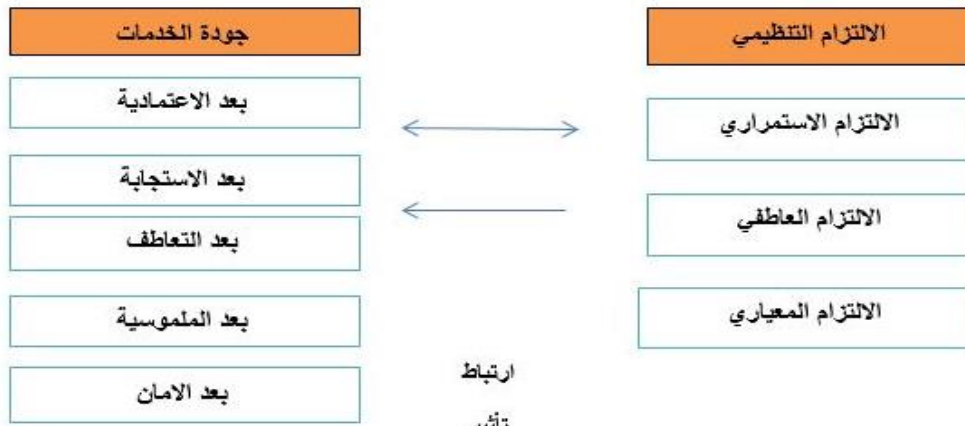 الالتزام التنظيمي
الالتزام الاستمراري
الالتزام العاطفي
الالتزام المعياري
جودة الخدمات
بعد الاعتمادية
بعد الاستجابة
بعد التعاطف
بعد الملموسية
بعد الامان
ارتباط